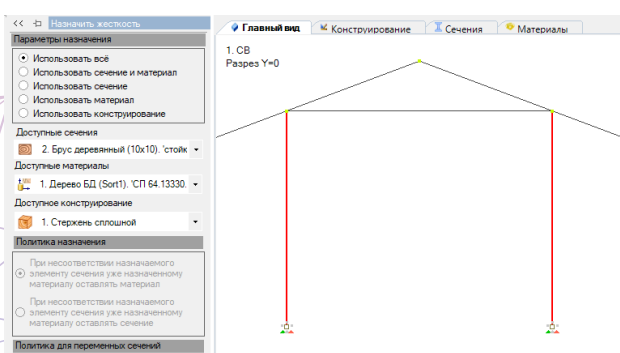 << Назначить жесткость
Параметры назначения
Использовать всё
Использовать сечение и материал
Использовать сечение
Использовать материал
Использовать конструирование
Доступные сечения
2. Брус деревянный (10x10). 'стойк
Доступные материалы
1. Дерево БД (Sort1). 'СП 64.13330.
Доступное конструирование
1. Стержень сплошной
Политика назначения
При несоответствии назначаемого
элементу сечения уже назначенному
материалу оставлять материал
При несоответствии назначаемого
элементу сечения уже назначенному
материалу оставлять сечение
Политика для переменных сечений
Главный вид Конструирование Сечения Материалы
1. СВ
Разрез Y=0